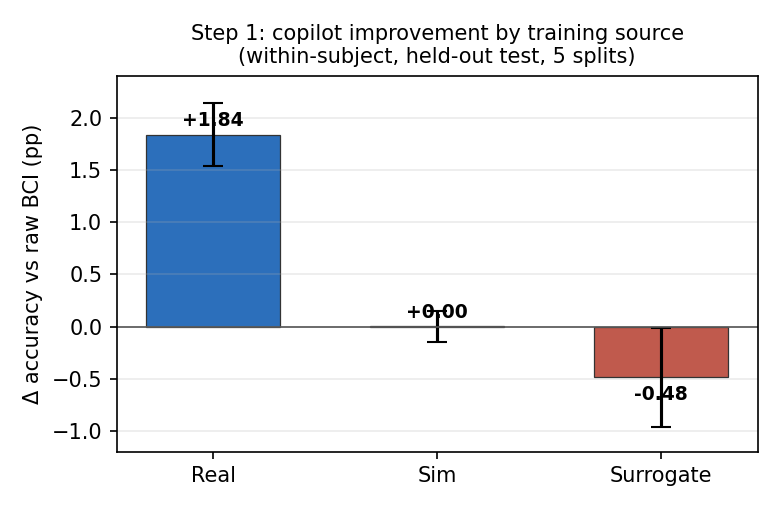 Step 1: copilot improvement by training source
(within-subject, held-out test, 5 splits)
Δ accuracy vs raw BCI (pp)
2.0
1.5
1.0
0.5
0.0
−0.5
−1.0
+1.84
+0.00
-0.48
Real
Sim
Surrogate